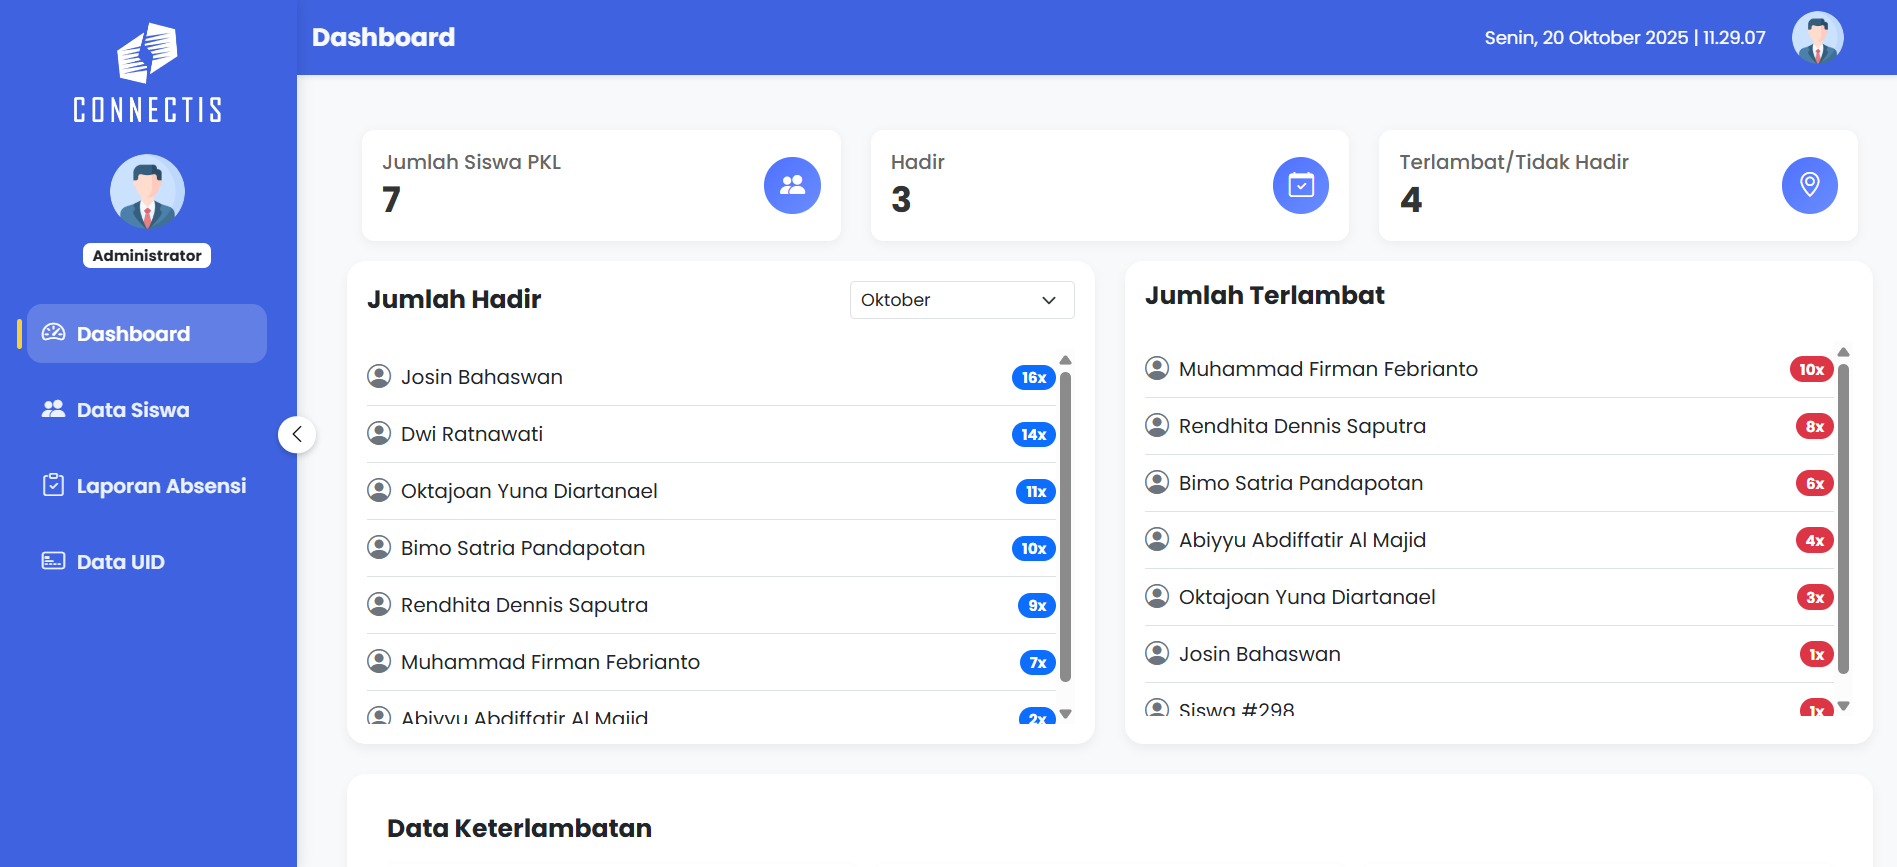 CONNECTIS
Administrator
Dashboard
Data Siswa
Laporan Absensi
Data UID
Dashboard
Senin, 20 Oktober 2025 | 11.29.07
Jumlah Siswa PKL
7
Hadir
3
Terlambat/Tidak Hadir
4
Jumlah Hadir
Oktober
Josin Bahaswan 16x
Dwi Ratnawati 14x
Oktajoan Yuna Diartanael 11x
Bimo Satria Pandapotan 10x
Rendhita Dennis Saputra 9x
Muhammad Firman Febrianto 7x
Abiyyu Abdiffatir Al Majid 2x
Jumlah Terlambat
Muhammad Firman Febrianto 10x
Rendhita Dennis Saputra 8x
Bimo Satria Pandapotan 6x
Abiyyu Abdiffatir Al Majid 4x
Oktajoan Yuna Diartanael 3x
Josin Bahaswan 1x
Siswa #298 1x
Data Keterlambatan